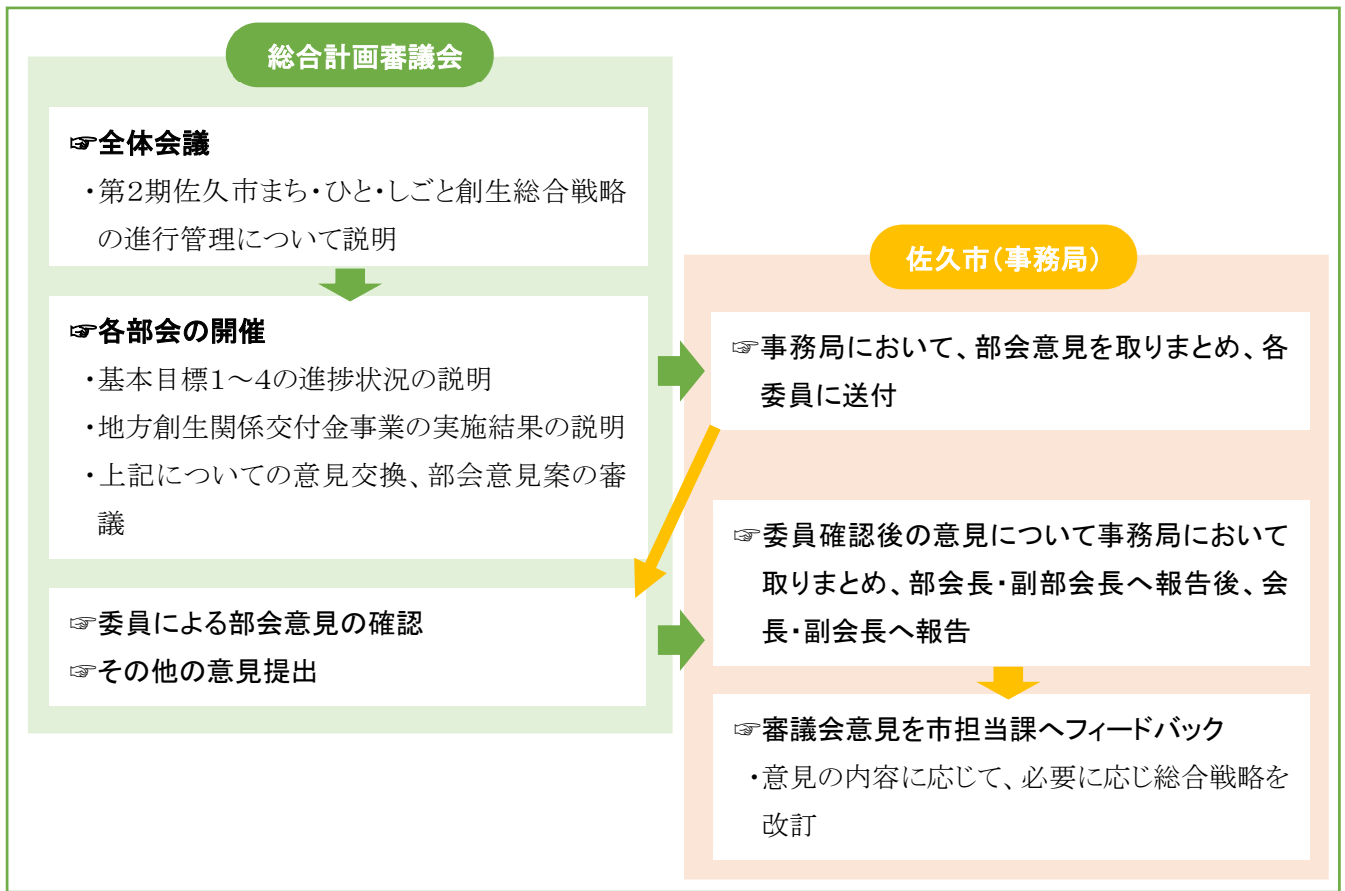 総合計画審議会
☞全体会議
・第2期佐久市まち・ひと・しごと創生総合戦略
の進行管理について説明
☞各部会の開催
・基本目標1～4の進捗状況の説明
・地方創生関係交付金事業の実施結果の説明
・上記についての意見交換、部会意見案の審
議
☞委員による部会意見の確認
☞その他の意見提出
佐久市(事務局)
☞事務局において、部会意見を取りまとめ、各
委員に送付
☞委員確認後の意見について事務局において
取りまとめ、部会長・副部会長へ報告後、会
長・副会長へ報告
☞審議会意見を市担当課へフィードバック
・意見の内容に応じて、必要に応じ総合戦略を
改訂